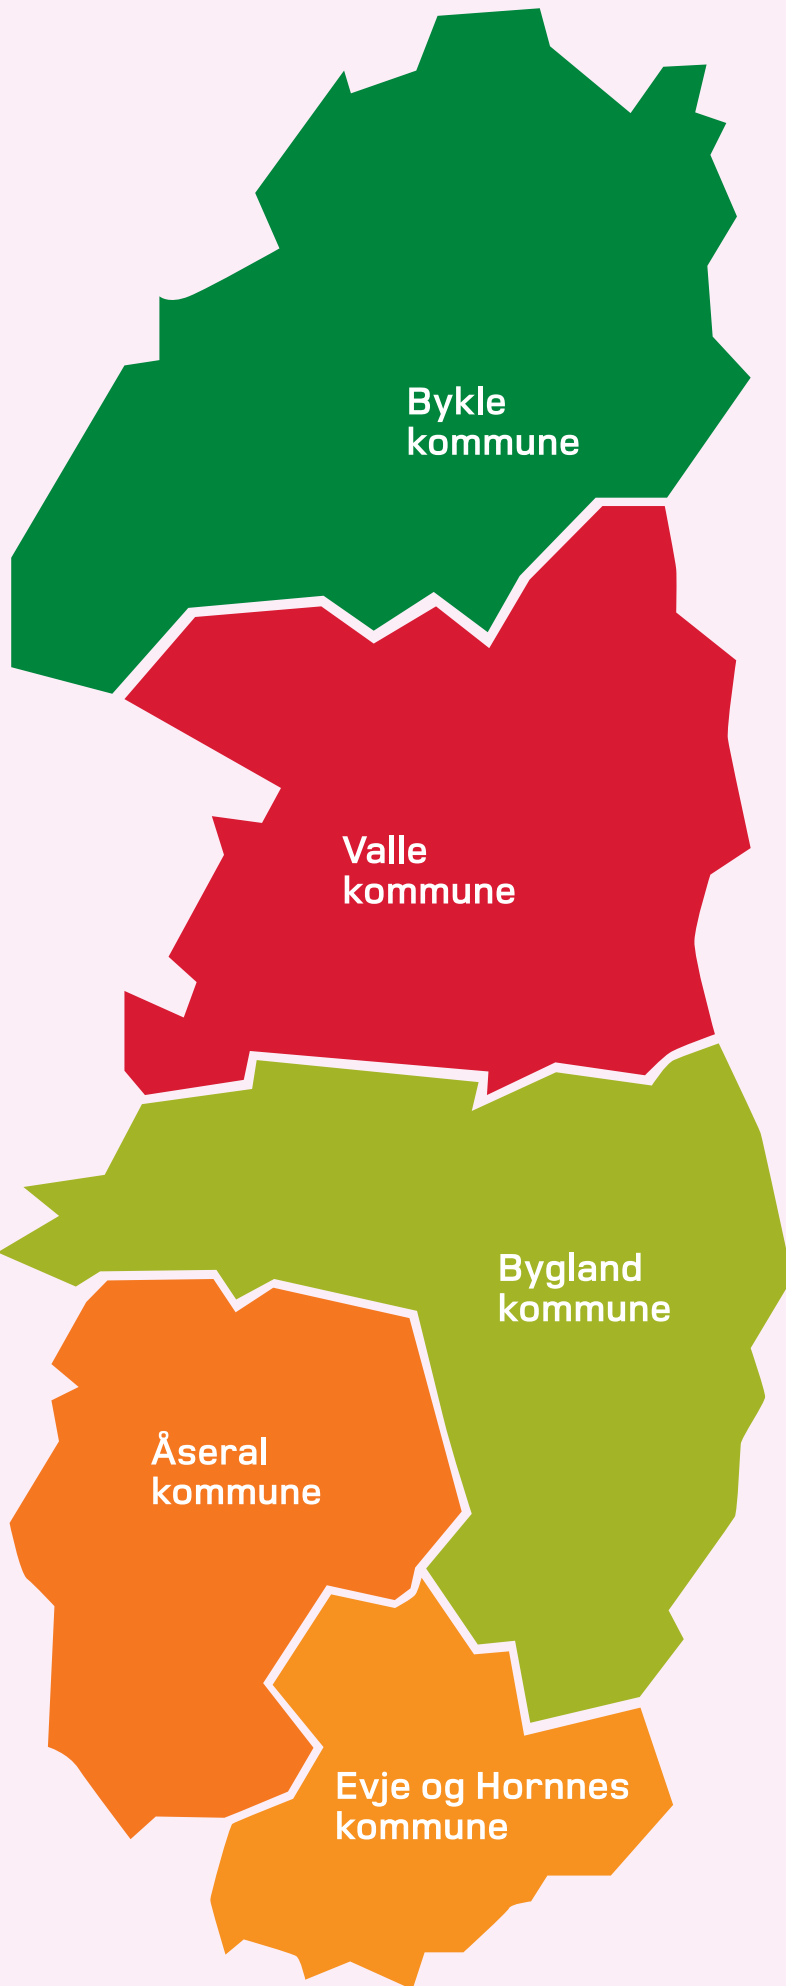 Bykle
kommune
Valle
kommune
Bygland
kommune
Åseral
kommune
Evje og Hornnes
kommune